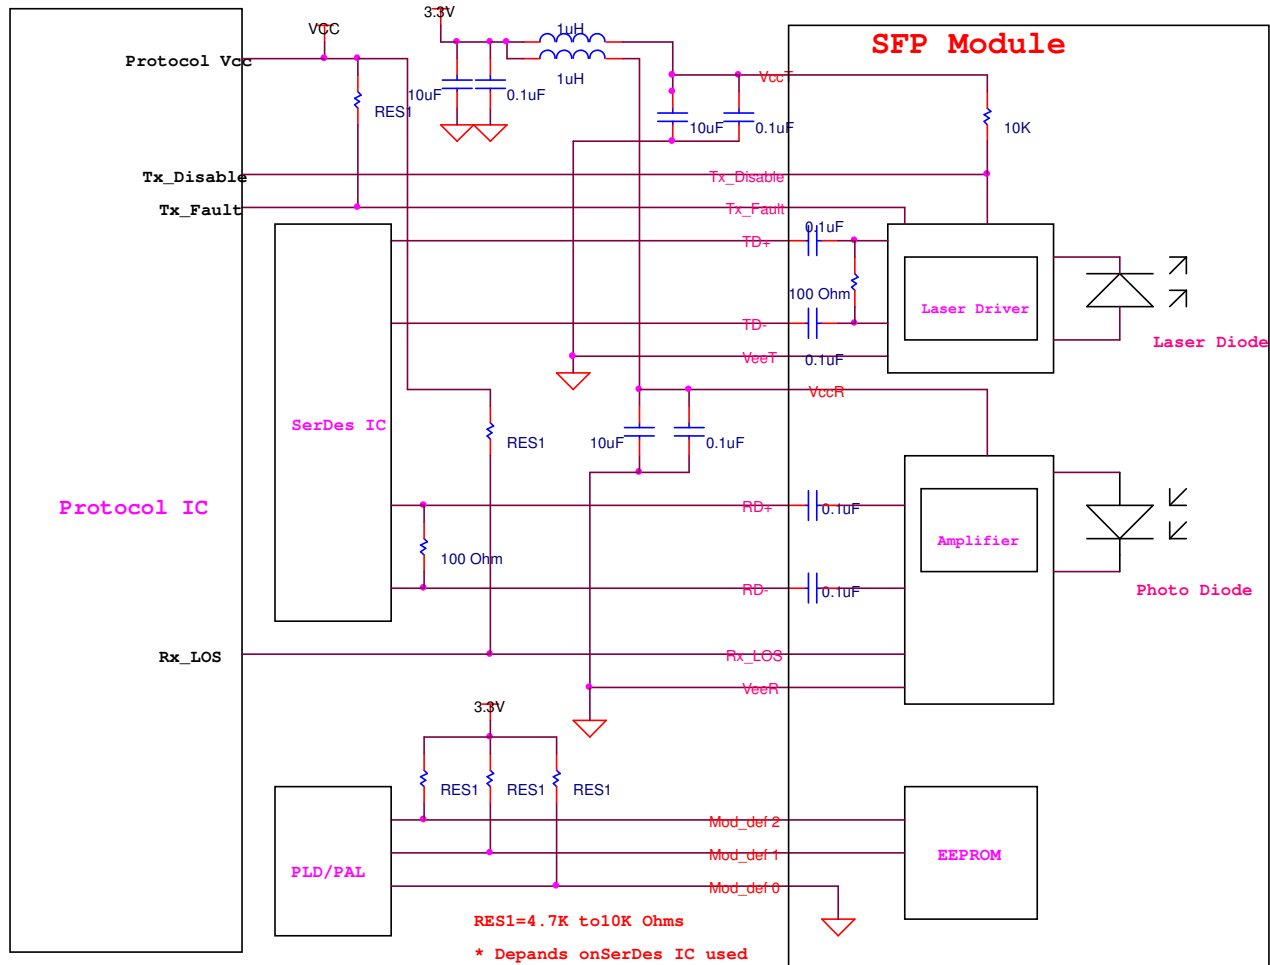 3.3V
VCC
1uH
SFP Module
Protocol Vcc
1uH
VccT
10uF
0.1uF
RES1
10uF
0.1uF
10K
Tx_Disable
Tx_Disable
Tx_Fault
Tx_Fault
0.1uF
TD+
100 Ohm
Laser Driver
TD-
Laser Diode
VeeT
0.1uF
VccR
SerDes IC
RES1
10uF
0.1uF
Protocol IC
RD+
0.1uF
Amplifier
100 Ohm
RD-
0.1uF
Photo Diode
Rx_LOS
Rx_LOS
VeeR
3.3V
RES1
RES1
RES1
Mod_def 2
Mod_def 1
EEPROM
PLD/PAL
Mod_def 0
RES1=4.7K to10K Ohms
* Depands onSerDes IC used